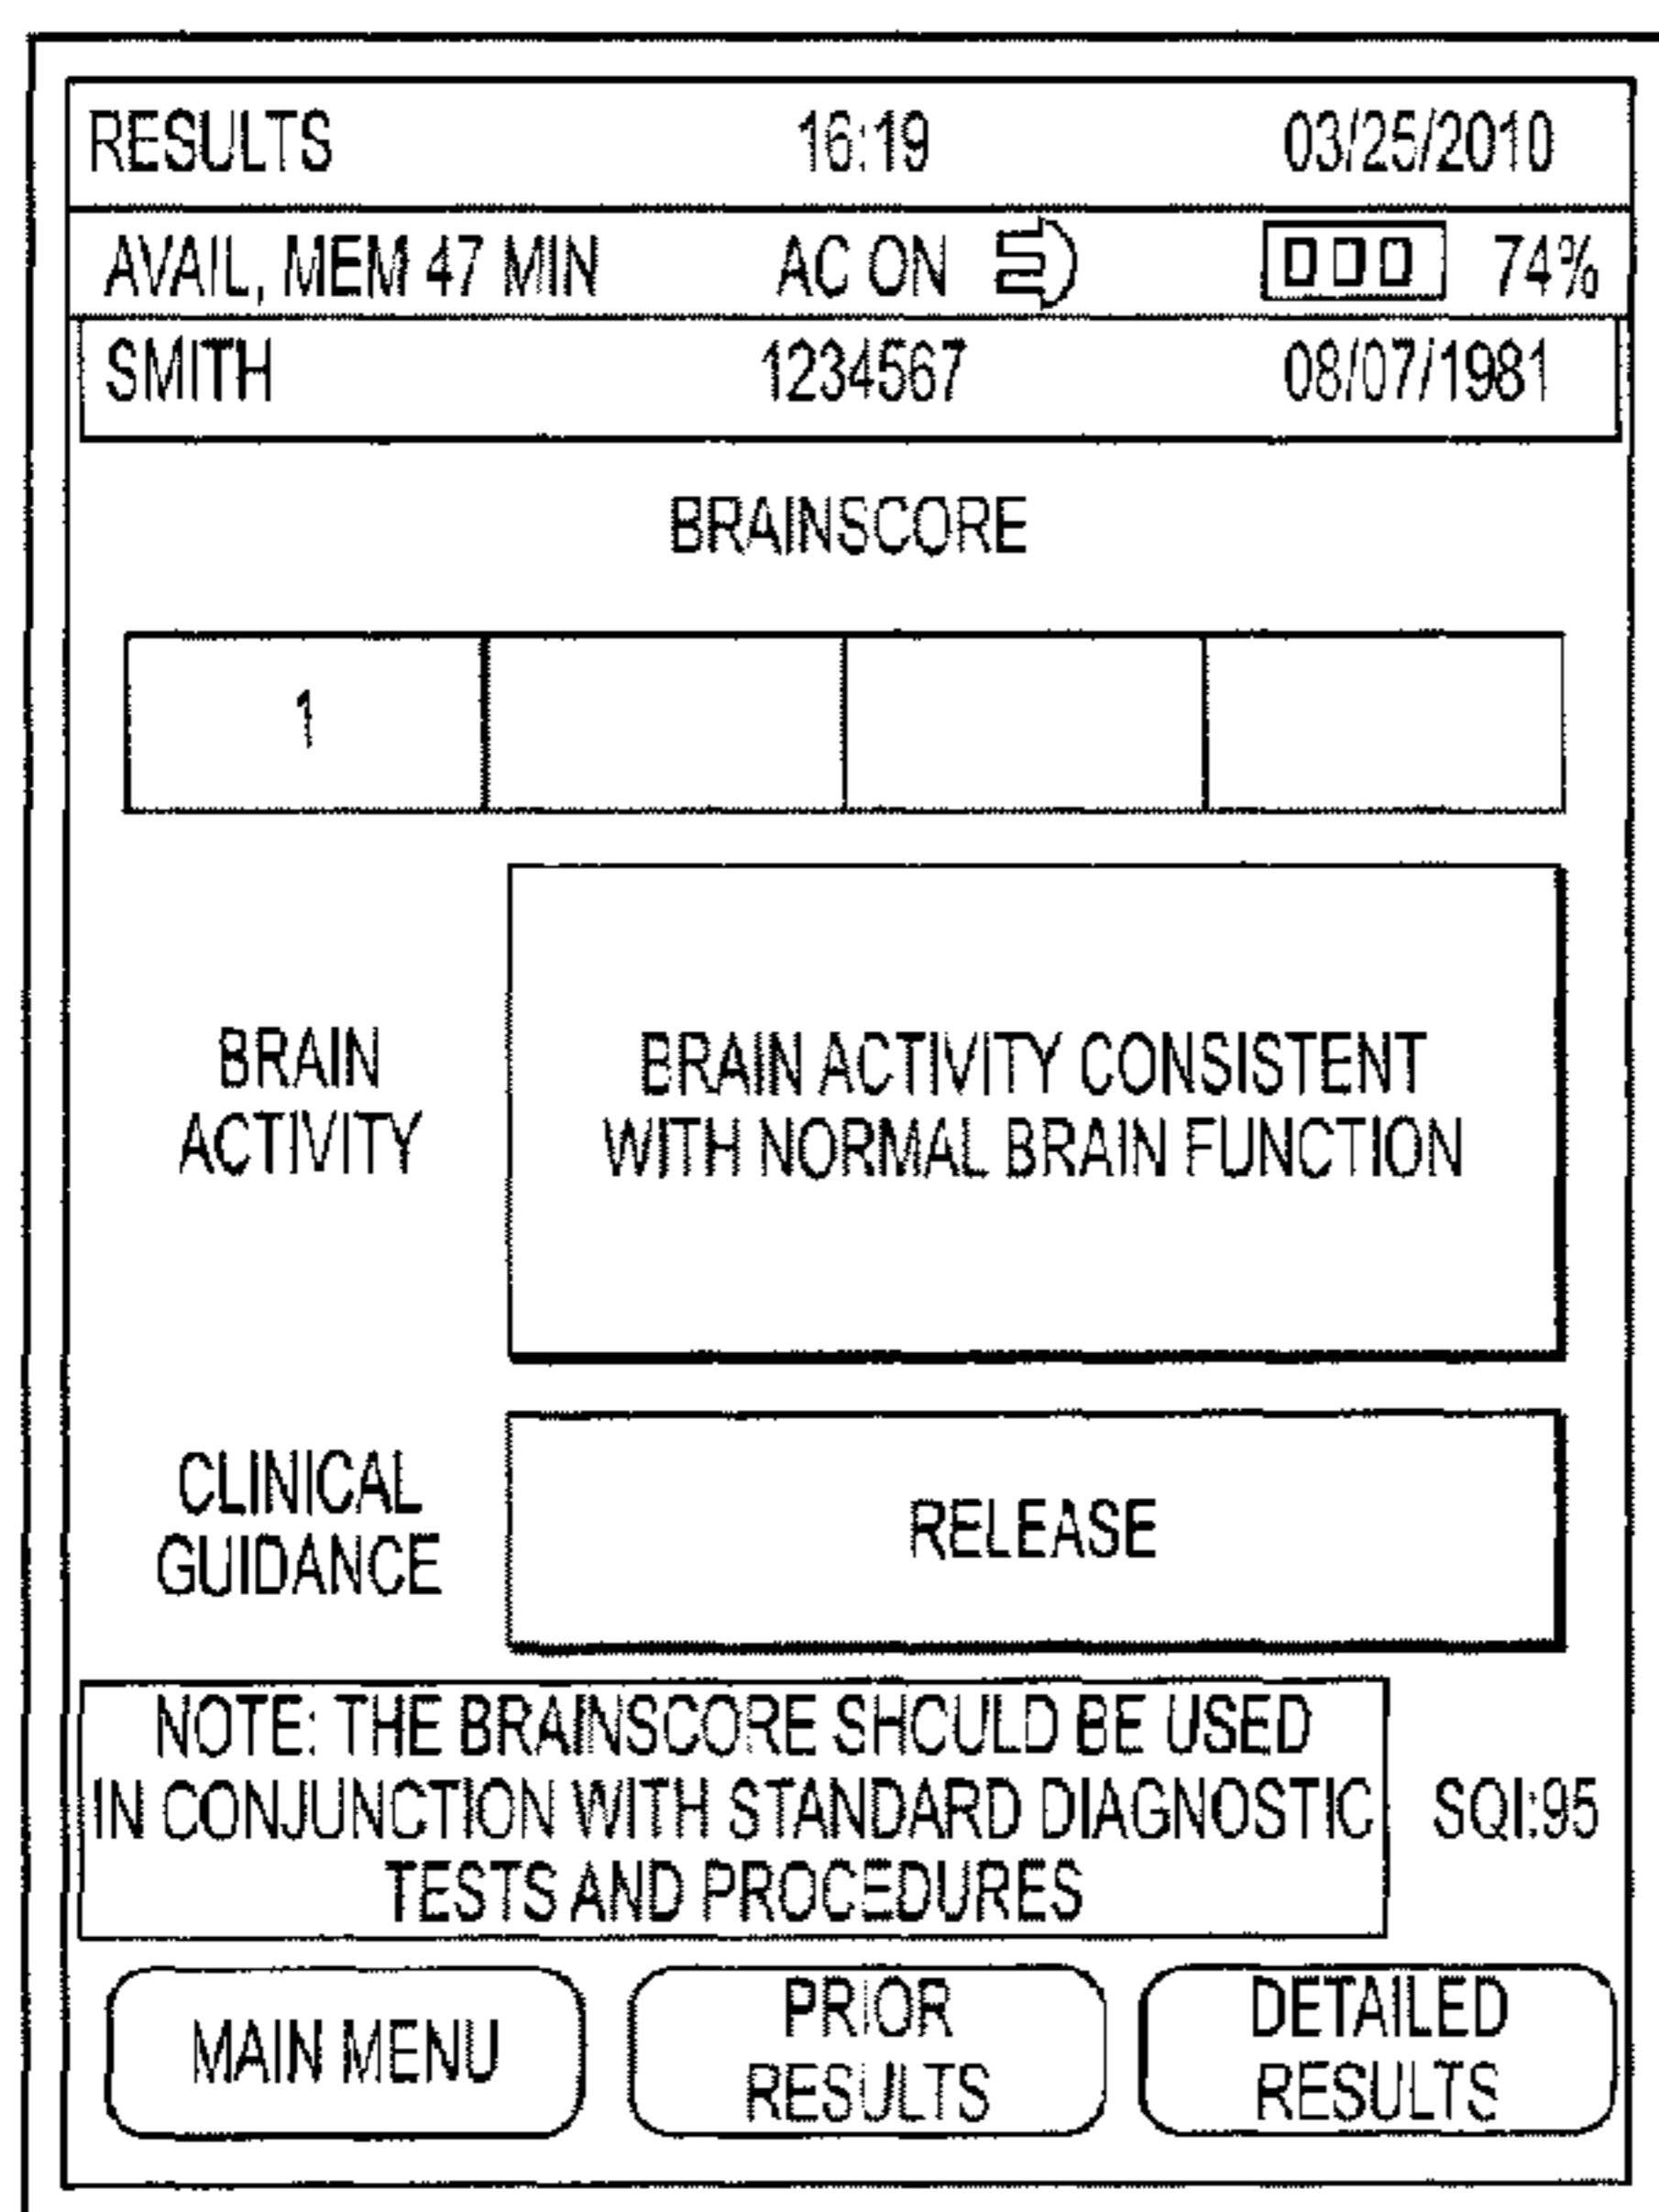 RESULTS 16:19 03/25/2010
AVAIL, MEM 47 MIN AC ON 74%
SMITH 1234567 08/07/1981
BRAINSCORE
1
BRAIN
ACTIVITY
BRAIN ACTIVITY CONSISTENT
WITH NORMAL BRAIN FUNCTION
CLINICAL
GUIDANCE
RELEASE
NOTE: THE BRAINSCORE SHOULD BE USED
IN CONJUNCTION WITH STANDARD DIAGNOSTIC
TESTS AND PROCEDURES
SQI:95
MAIN MENU
PRIOR
RESULTS
DETAILED
RESULTS